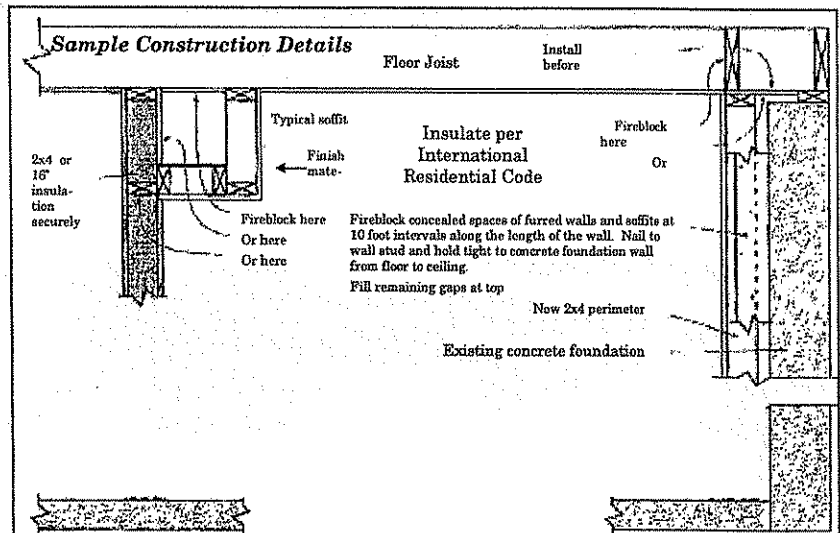 Sample Construction Details
Floor Joist
Install
before
Typical soffit
Finish
mate-
2x4 or
16"
insula-
tion
securely
Insulate per
International
Residential Code
Fireblock
here
Or
Fireblock here
Or here
Or here
Fireblock concealed spaces of furred walls and soffits at
10 foot intervals along the length of the wall. Nail to
wall stud and hold tight to concrete foundation wall
from floor to ceiling.
Fill remaining gaps at top
Now 2x4 perimeter
Existing concrete foundation